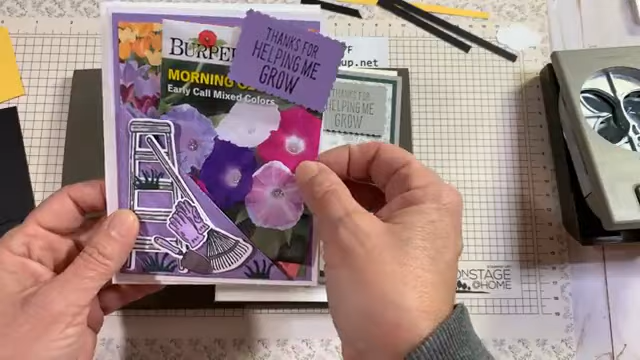 THANKS FOR
HELPING ME
GROW
BURPEE
MORNING
Early Call Mixed Colors
THANKS FOR
HELPING ME
GROW
up.net
ONSTAGE
@HOME